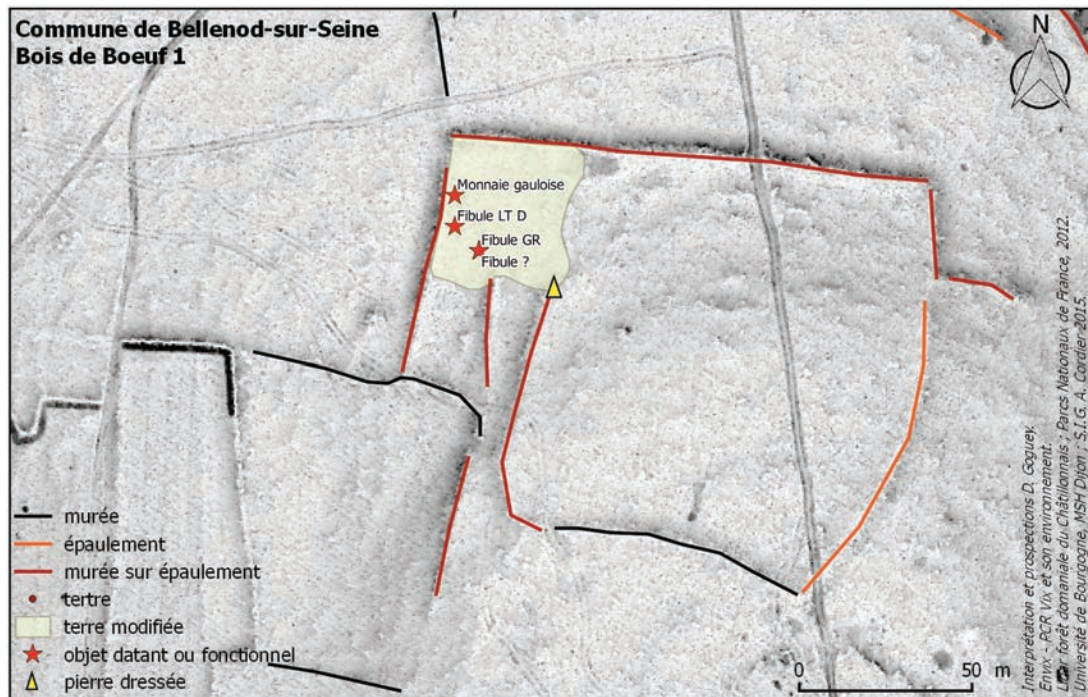 Commune de Bellenod-sur-Seine
Bois de Boeuf 1
N
Monnaie gauloise
Fibule LT D
Fibule GR
Fibule ?
murée
épaulement
murée sur épaulement
tertre
terre modifiée
objet datant ou fonctionnel
pierre dressée
0 50 m
Interprétation et prospections D. Goguey.
Envix - PCR Vix et son environnement.
forêt domaniale du Châtillonnais ; Parcs Nationaux de France, 2012.
Université de Bourgogne, MSH Dijon ; S.I.G. A. Cordier 2015.